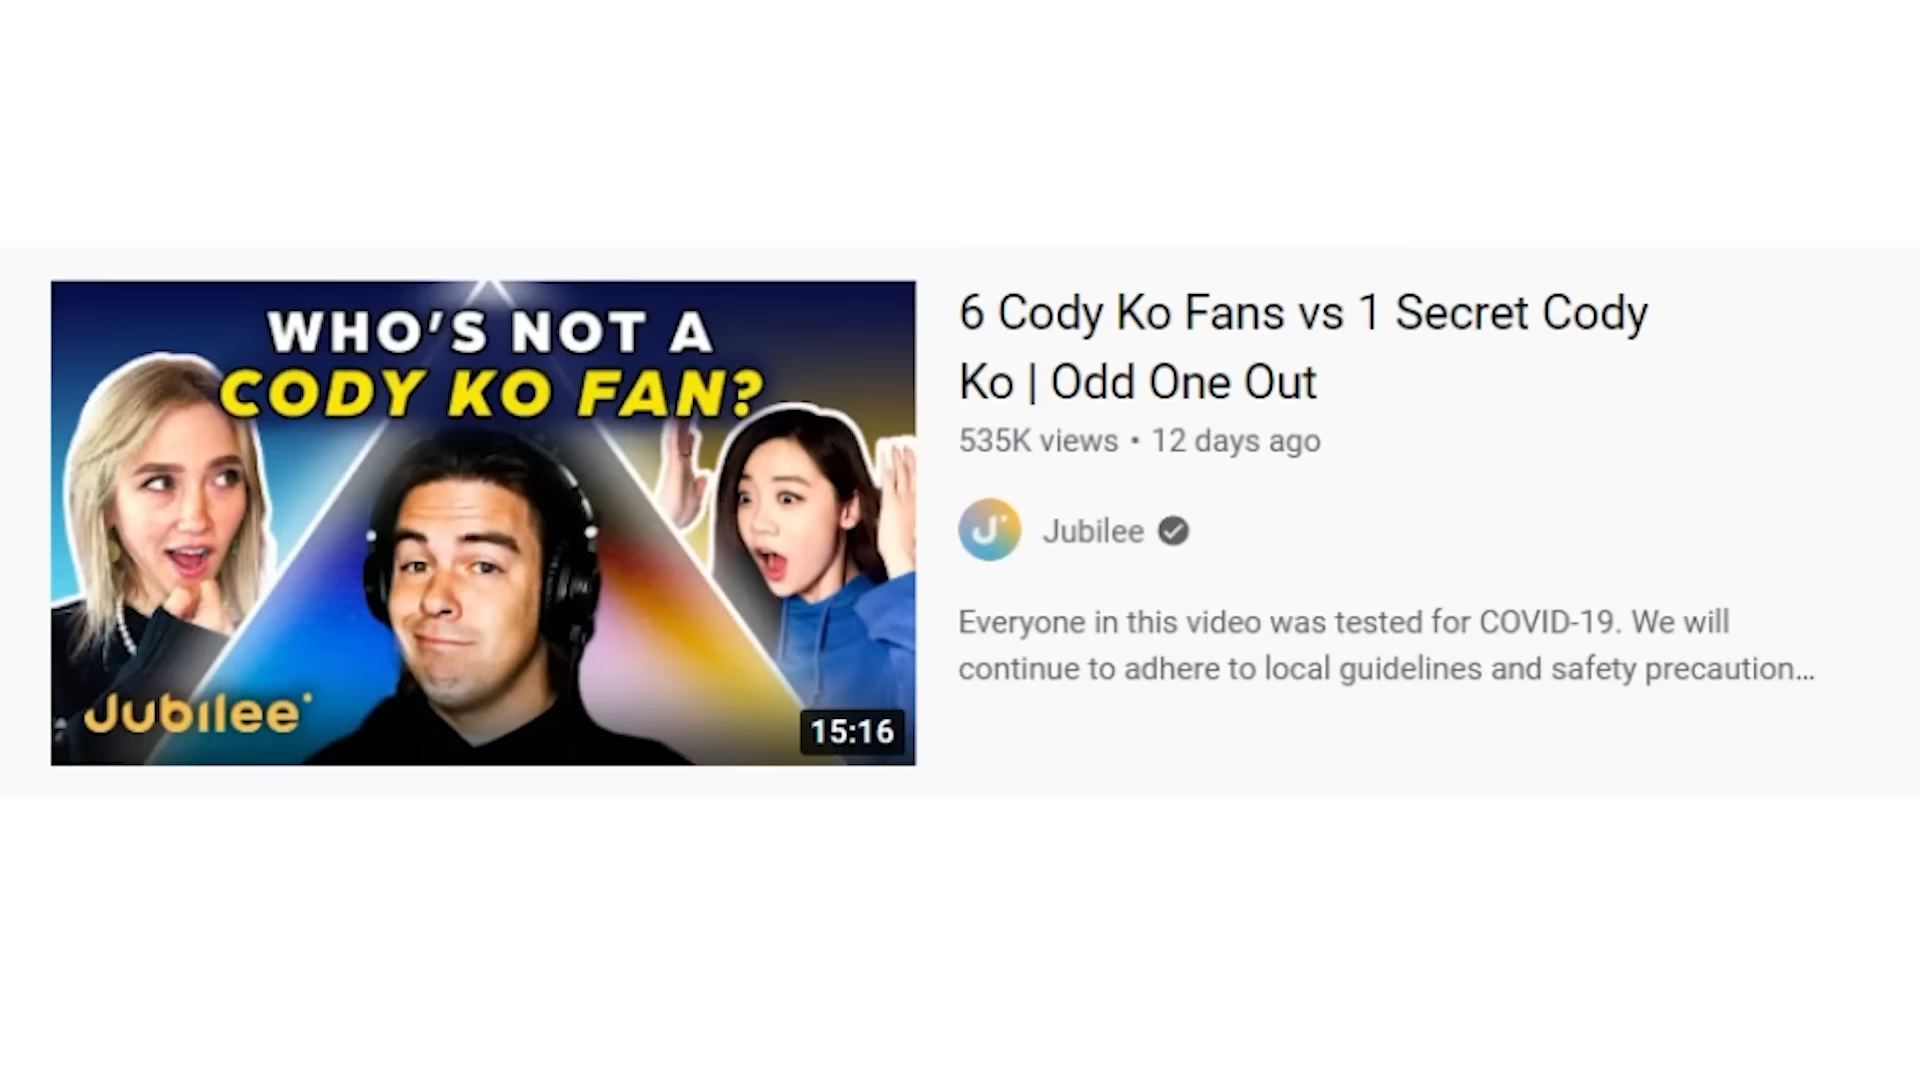 WHO'S NOT A
CODY KO FAN?
Jubilee
15:16
6 Cody Ko Fans vs 1 Secret Cody
Ko | Odd One Out
535K views • 12 days ago
J
Jubilee
Everyone in this video was tested for COVID-19. We will
continue to adhere to local guidelines and safety precaution...